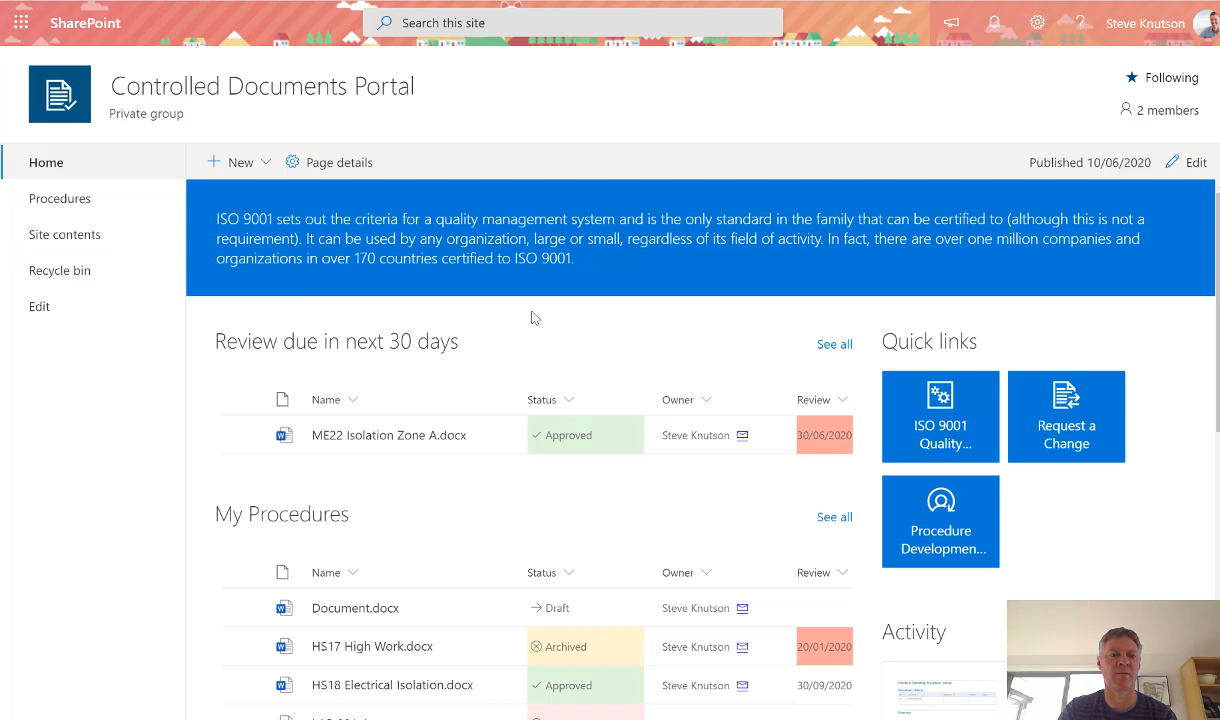 SharePoint
Search this site
?
Steve Knutson
Controlled Documents Portal
Private group
Following
2 members
Home
Procedures
Site contents
Recycle bin
Edit
New
Page details
Published 10/06/2020
Edit
ISO 9001 sets out the criteria for a quality management system and is the only standard in the family that can be certified to (although this is not a
requirement). It can be used by any organization, large or small, regardless of its field of activity. In fact, there are over one million companies and
organizations in over 170 countries certified to ISO 9001.
Review due in next 30 days
See all
Name Status Owner Review
ME22 Isolation Zone A.docx Approved Steve Knutson 30/06/2020
My Procedures
See all
Name Status Owner Review
Document.docx Draft Steve Knutson
HS17 High Work.docx Archived Steve Knutson 20/01/2020
HS18 Electrical Isolation.docx Approved Steve Knutson 30/09/2020
Quick links
ISO 9001
Quality...
Request a
Change
Procedure
Developmen...
Activity